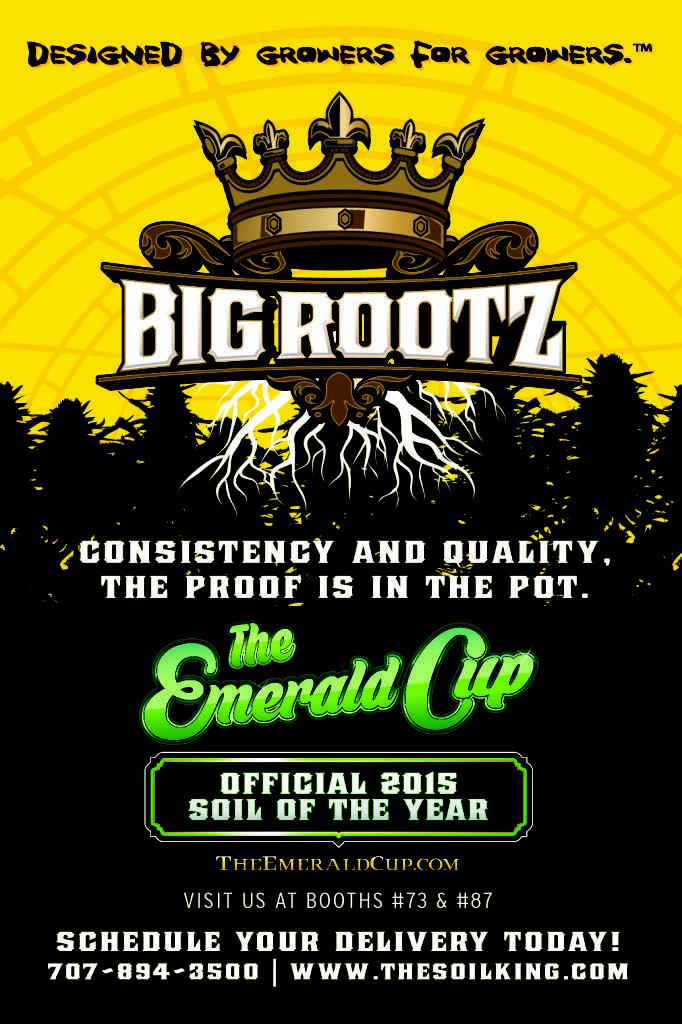 DESIGNED BY GROWERS FOR GROWERS.™
BIG ROOTZ
CONSISTENCY AND QUALITY,
THE PROOF IS IN THE POT.
The
Emerald Cup
OFFICIAL 2015
SOIL OF THE YEAR
THEEMERALDCUP.COM
VISIT US AT BOOTHS #73 & #87
SCHEDULE YOUR DELIVERY TODAY!
707-894-3500 | WWW.THESOILKING.COM